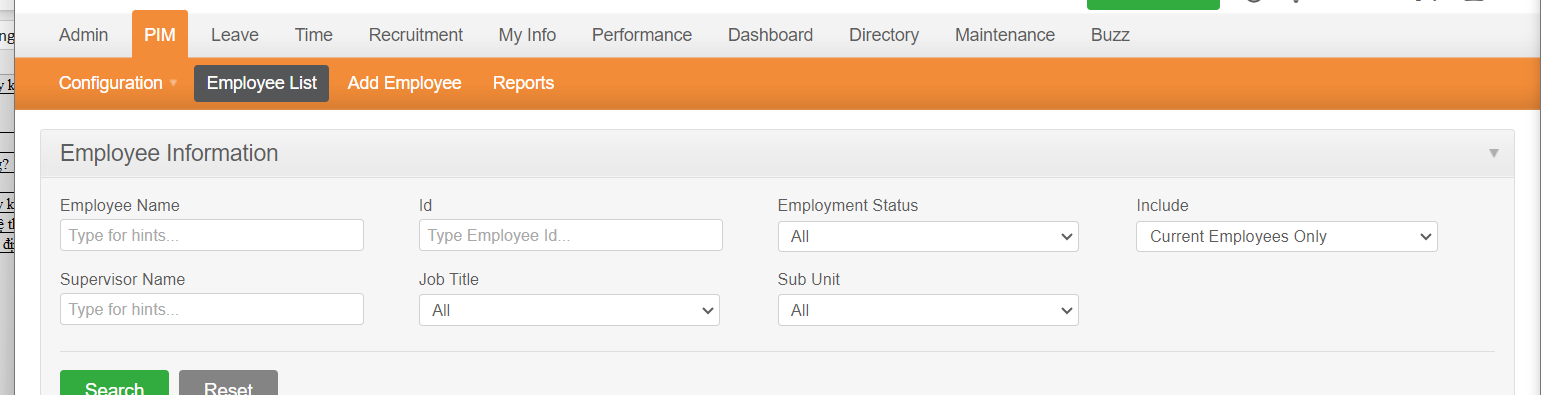 Admin PIM Leave Time Recruitment My Info Performance Dashboard Directory Maintenance Buzz
Configuration Employee List Add Employee Reports
Employee Information
Employee Name Id Employment Status Include
Type for hints... Type Employee Id... All Current Employees Only
Supervisor Name Job Title Sub Unit
Type for hints... All All
Search Reset